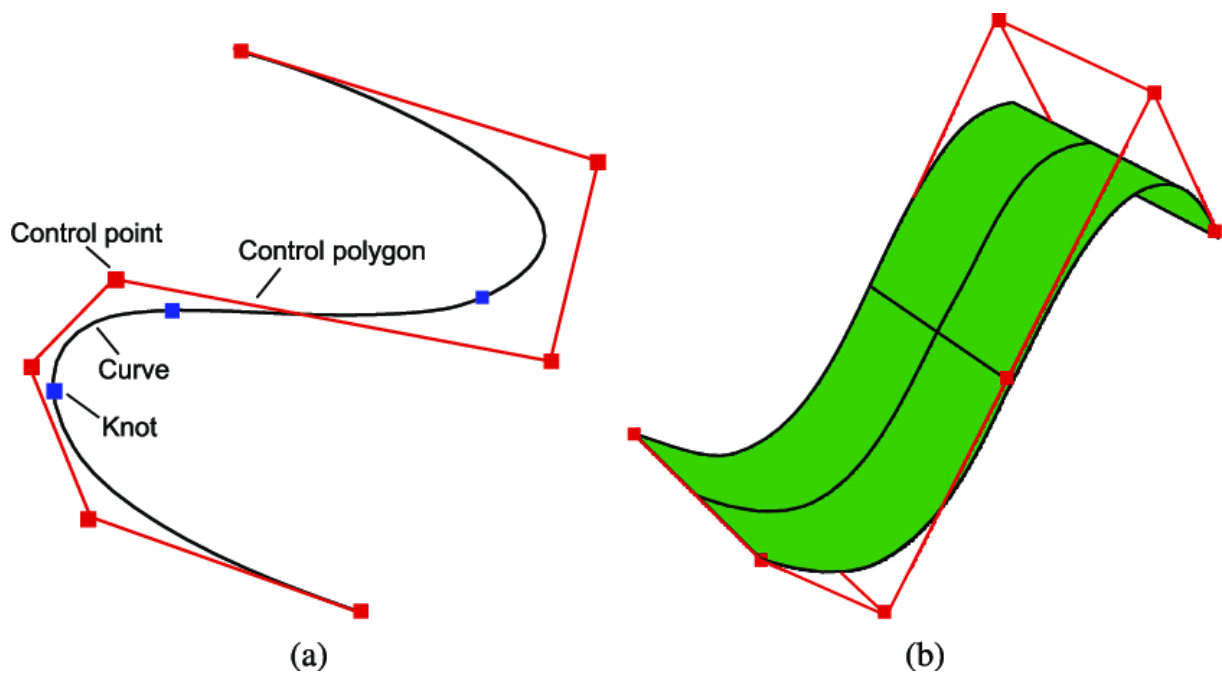 Control point
Control polygon
Curve
Knot
(a)
(b)